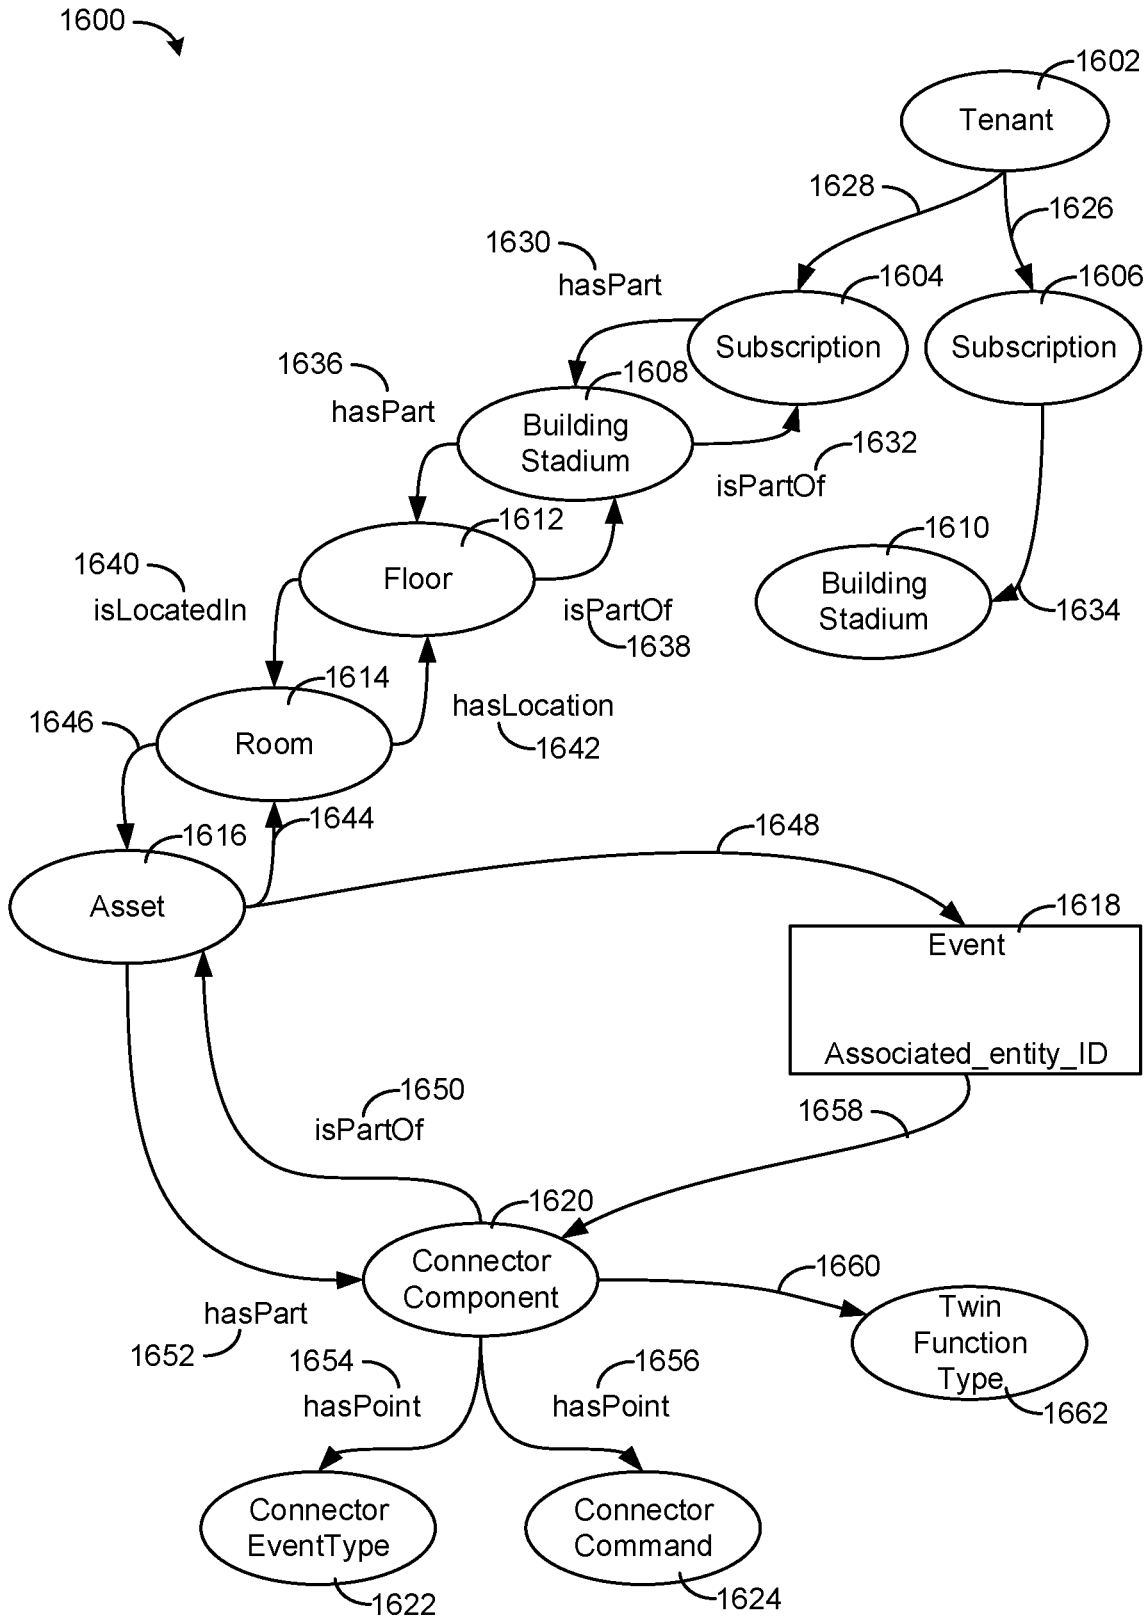 1600
1602
Tenant
1628
1626
1630
hasPart
1604
1606
Subscription
Subscription
1636
hasPart
1608
Building
Stadium
1632
isPartOf
1612
1610
Building
Stadium
1640
isLocatedIn
Floor
isPartOf
1638
1634
1614
hasLocation
1642
1646
Room
1644
1616
1648
Asset
1618
Event
Associated_entity_ID
1650
isPartOf
1658
1620
Connector
Component
1660
Twin
Function
Type
1662
hasPart
1652
1654
hasPoint
1656
hasPoint
Connector
EventType
1622
Connector
Command
1624